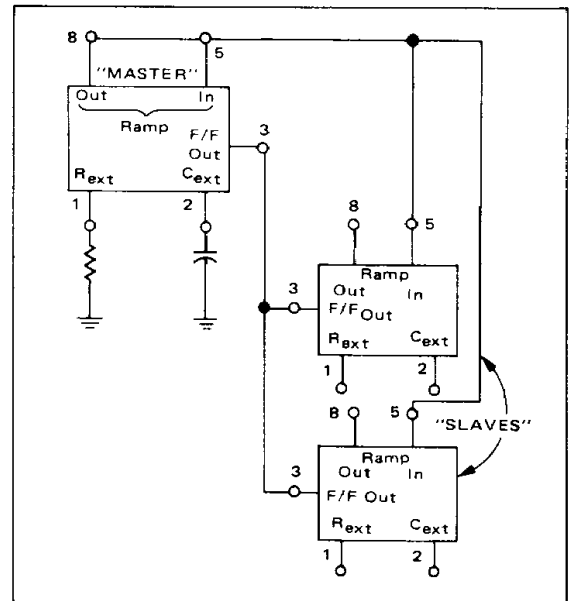 8
5
"MASTER"
Out
In
Ramp
F/F
Out
3
Rext
Cext
1
2
8
5
Ramp
Out
In
3
F/FOut
Rext
Cext
1
2
8
5
"SLAVES"
Ramp
Out
In
3
F/F Out
Rext
Cext
1
2